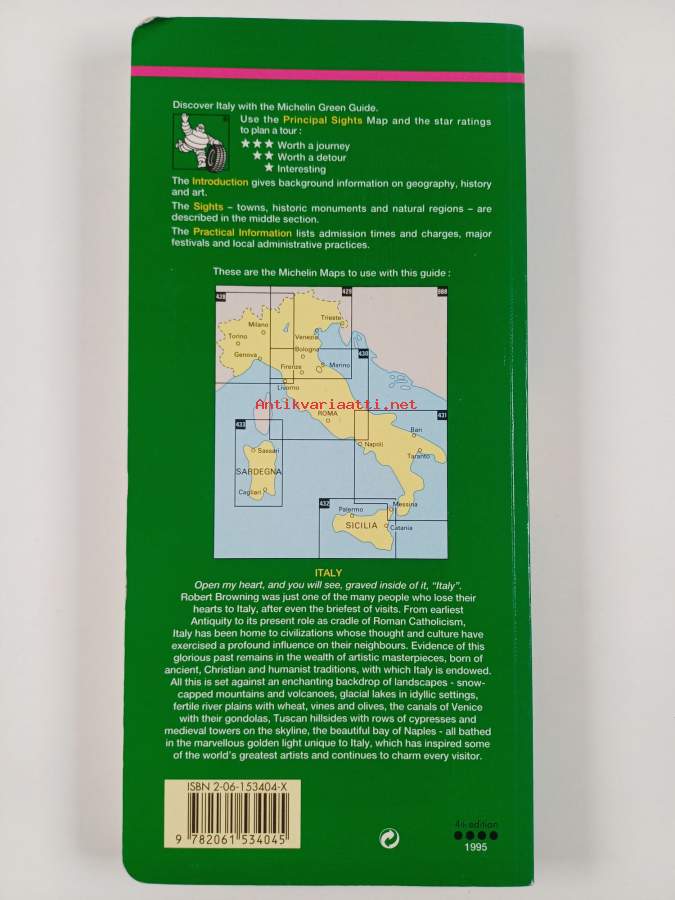 Discover Italy with the Michelin Green Guide.
Use the Principal Sights Map and the star ratings
to plan a tour :
★★★ Worth a journey
★★ Worth a detour
★ Interesting
The Introduction gives background information on geography, history
and art.
The Sights – towns, historic monuments and natural regions – are
described in the middle section.
The Practical Information lists admission times and charges, major
festivals and local administrative practices.
These are the Michelin Maps to use with this guide :
428
429
988
Trieste
Milano
Venezia
Torino
Bologna
Genova
430
Firenze
S. Marino
Livorno
Antikvariaatti.net
ROMA
431
433
Bari
Napoli
Sassari
Taranto
SARDEGNA
Cagliari
432
Messina
Palermo
SICILIA
Catania
ITALY
Open my heart, and you will see, graved inside of it, "Italy".
Robert Browning was just one of the many people who lose their
hearts to Italy, after even the briefest of visits. From earliest
Antiquity to its present role as cradle of Roman Catholicism,
Italy has been home to civilizations whose thought and culture have
exercised a profound influence on their neighbours. Evidence of this
glorious past remains in the wealth of artistic masterpieces, born of
ancient, Christian and humanist traditions, with which Italy is endowed.
All this is set against an enchanting backdrop of landscapes - snow-
capped mountains and volcanoes, glacial lakes in idyllic settings,
fertile river plains with wheat, vines and olives, the canals of Venice
with their gondolas, Tuscan hillsides with rows of cypresses and
medieval towers on the skyline, the beautiful bay of Naples - all bathed
in the marvellous golden light unique to Italy, which has inspired some
of the world's greatest artists and continues to charm every visitor.
ISBN 2-06-153404-X
9 782061 534045
4th edition
1995